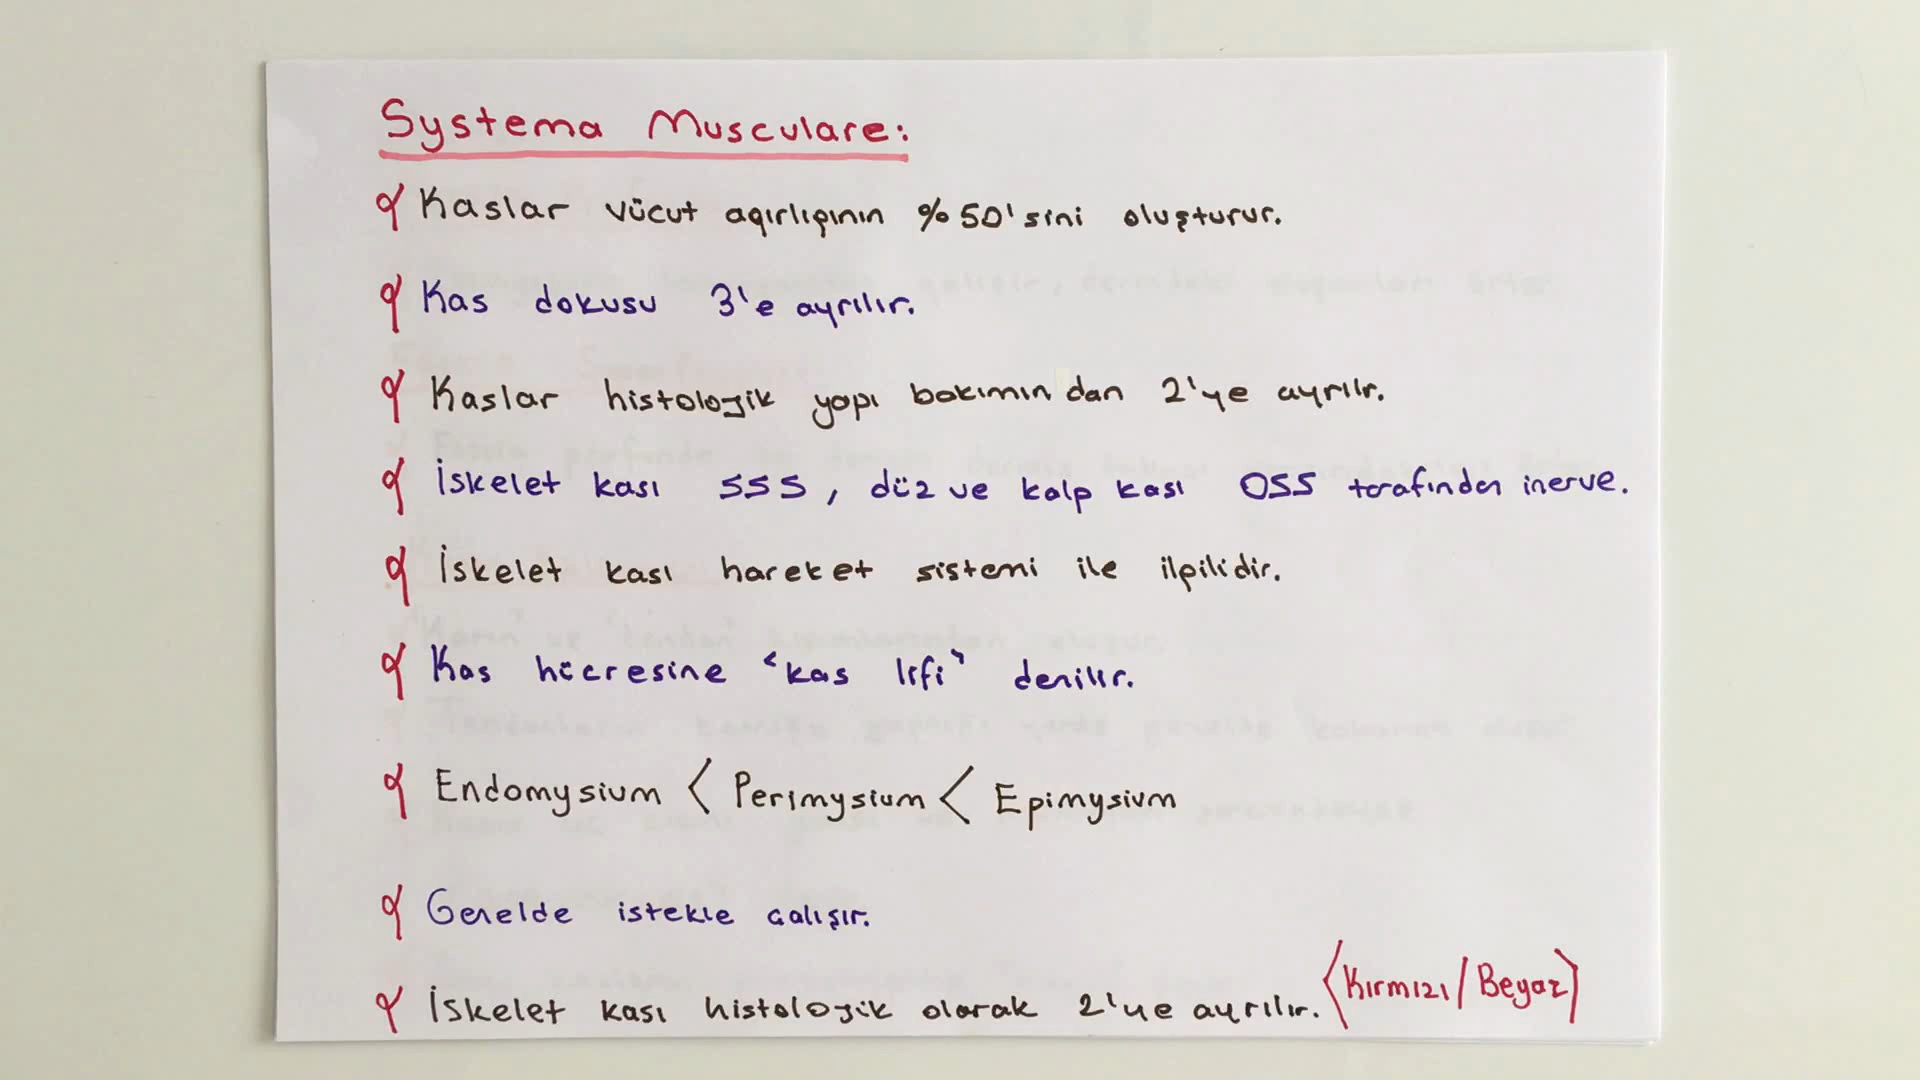 Systema Musculare:
Kaslar vücut ağırlığının %50'sini oluşturur.
Kas dokusu 3'e ayrılır.
Kaslar histolojik yapı bakımından 2'ye ayrılır.
İskelet kası SSS, düz ve kalp kası OSS tarafından inerve.
İskelet kası hareket sistemi ile ilgilidir.
Kas hücresine "kas lifi" denilir.
Endomysium < Perimysium < Epimysium
Genelde istekle çalışır.
İskelet kası histolojik olarak 2'ye ayrılır. <Kırmızı/Beyaz>